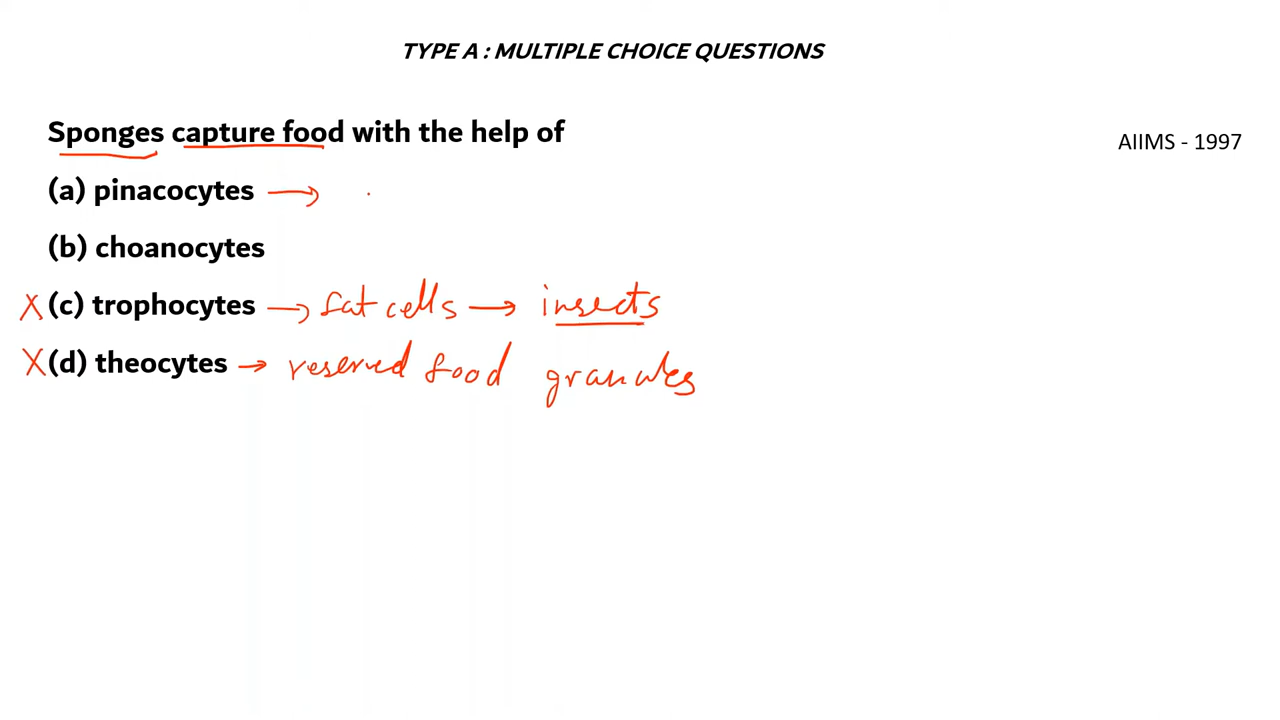 TYPE A : MULTIPLE CHOICE QUESTIONS
Sponges capture food with the help of
AIIMS - 1997
(a) pinacocytes →
(b) choanocytes
X (c) trophocytes → fat cells → insects
X (d) theocytes → reserved food granules